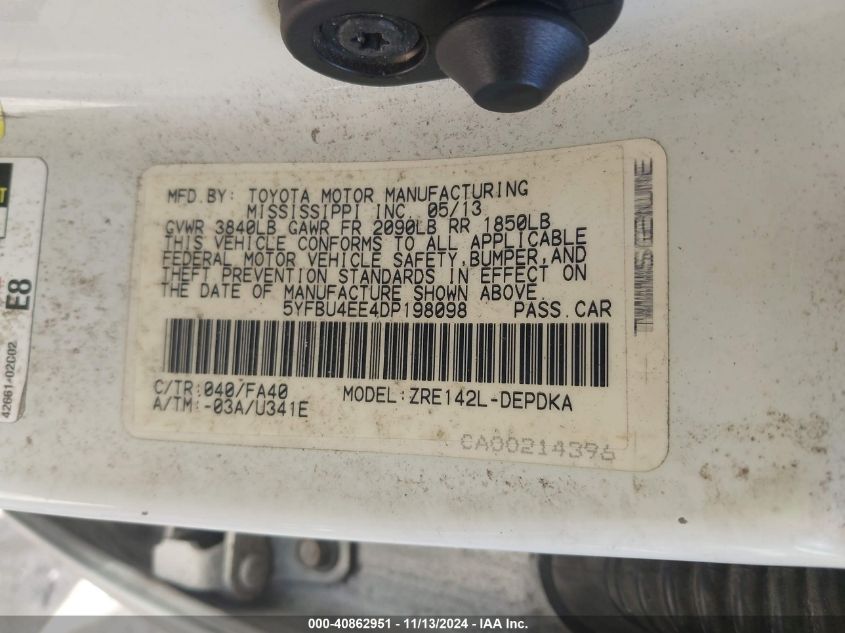 MFD.BY: TOYOTA MOTOR MANUFACTURING
MISSISSIPPI INC. 05/13
GVWR 3840LB GAWR FR 2090LB RR 1850LB
THIS VEHICLE CONFORMS TO ALL APPLICABLE
FEDERAL MOTOR VEHICLE SAFETY,BUMPER,AND
THEFT PREVENTION STANDARDS IN EFFECT ON
THE DATE OF MANUFACTURE SHOWN ABOVE.
5YFBU4EE4DP198098 PASS.CAR
C/TR:040/FA40 MODEL:ZRE142L-DEPDKA
A/TM:-03A/U341E
CA00214396
GENUINE
E8
42661-02C02
000-40862951 - 11/13/2024 - IAA Inc.